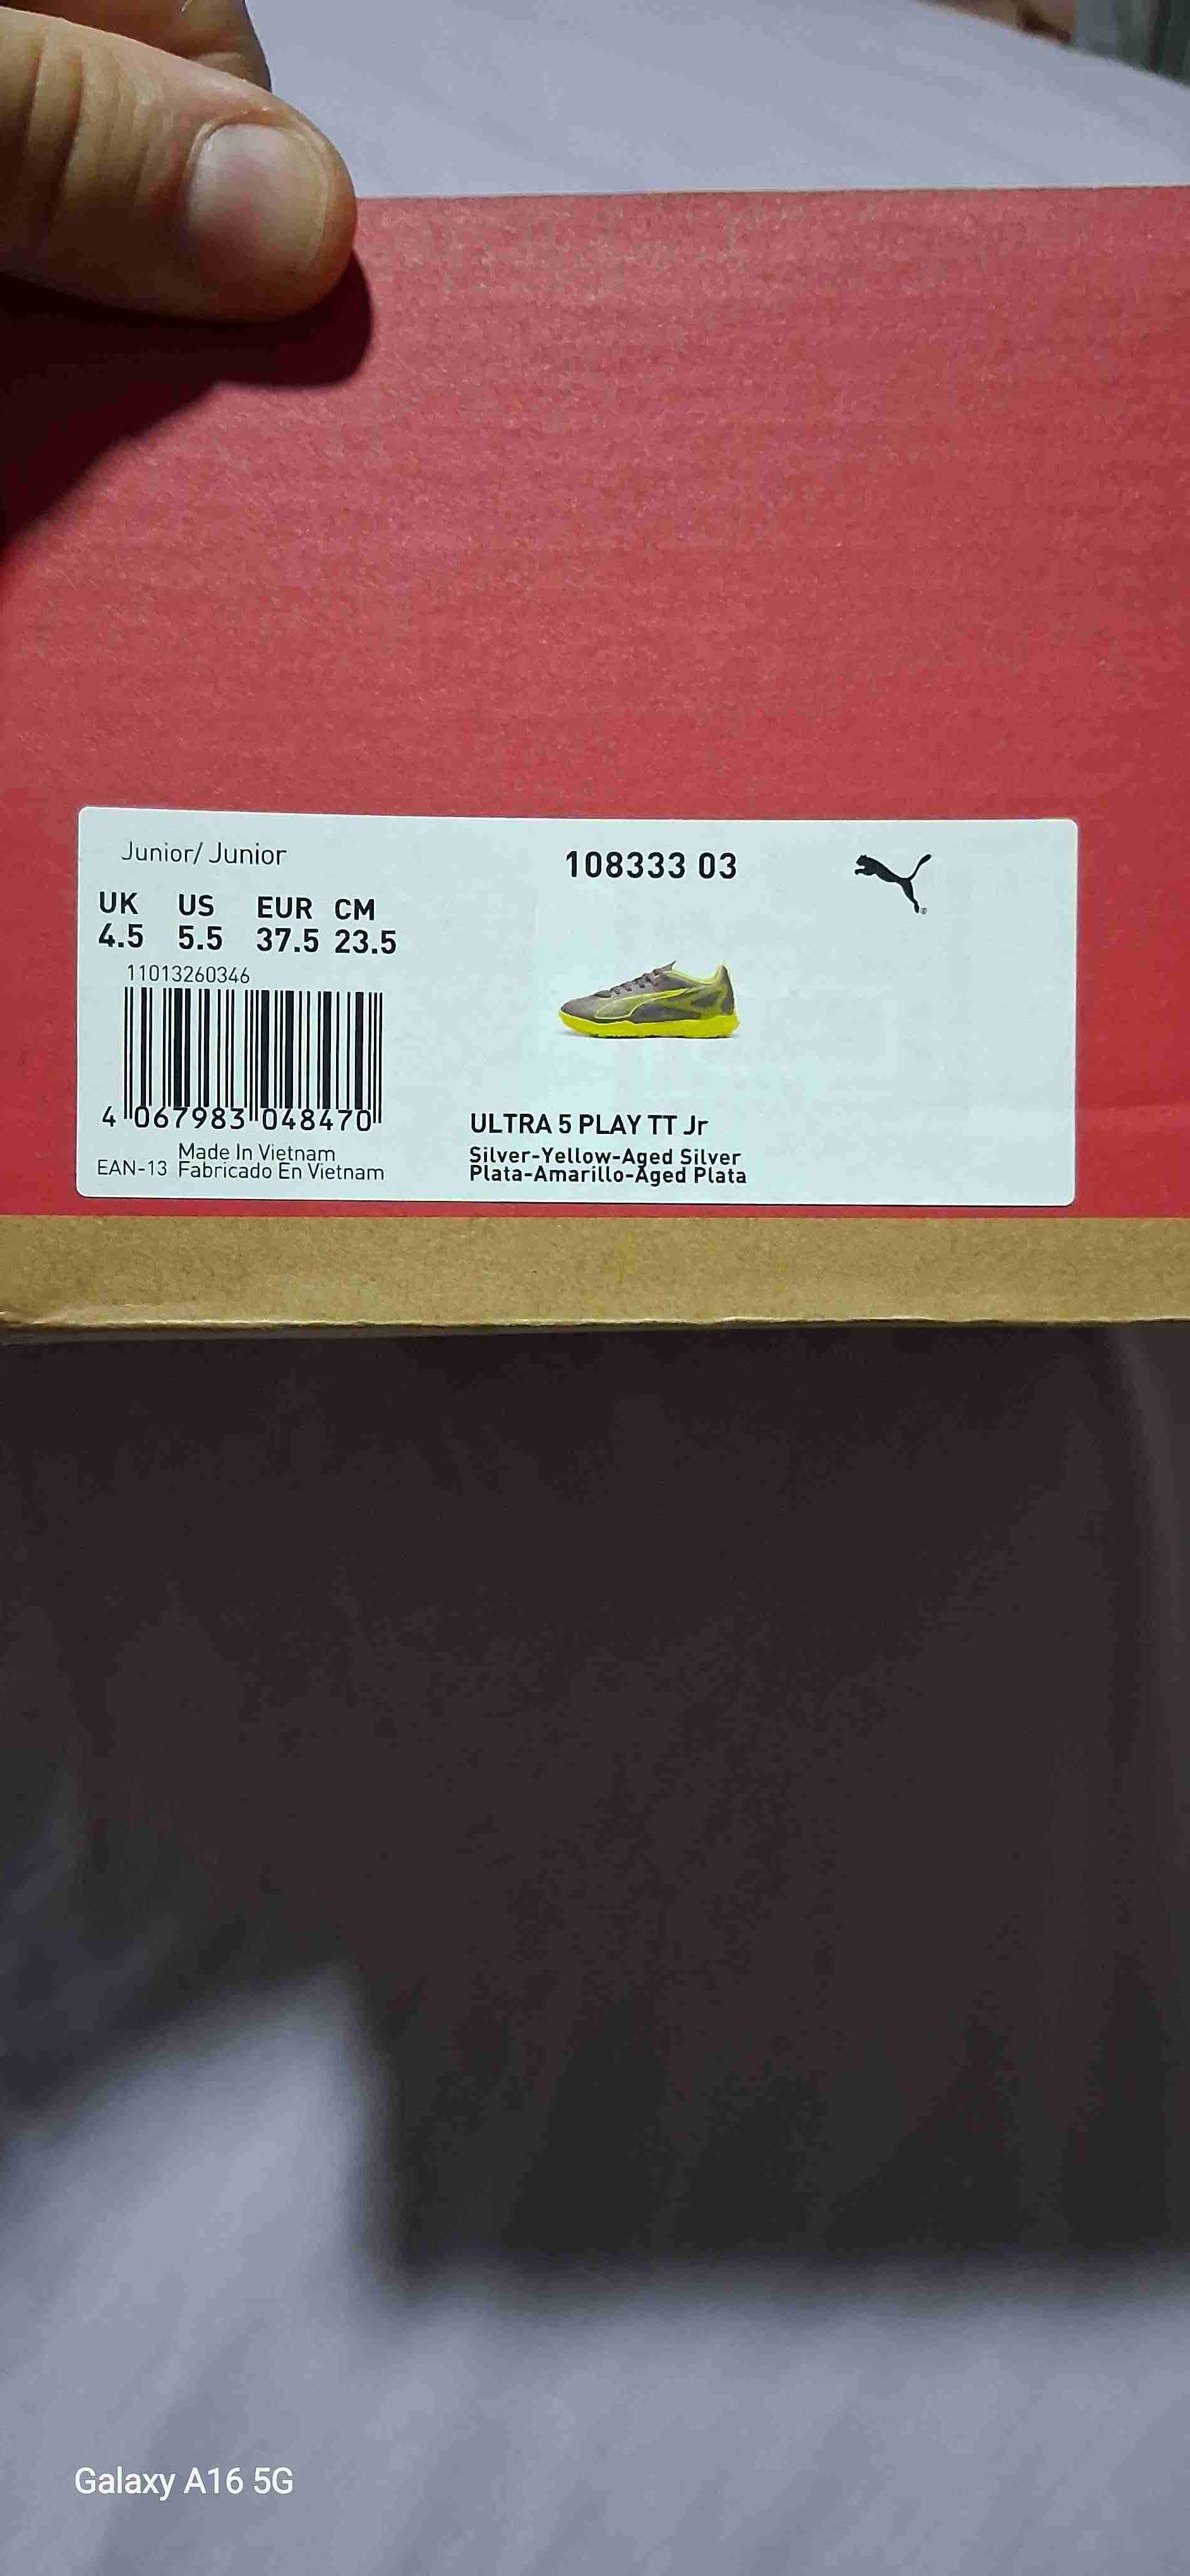 Junior/ Junior
108333 03
UK US EUR CM
4.5 5.5 37.5 23.5
11013260346
4 067983 048470
Made In Vietnam
EAN-13 Fabricado En Vietnam
ULTRA 5 PLAY TT Jr
Silver-Yellow-Aged Silver
Plata-Amarillo-Aged Plata
Galaxy A16 5G